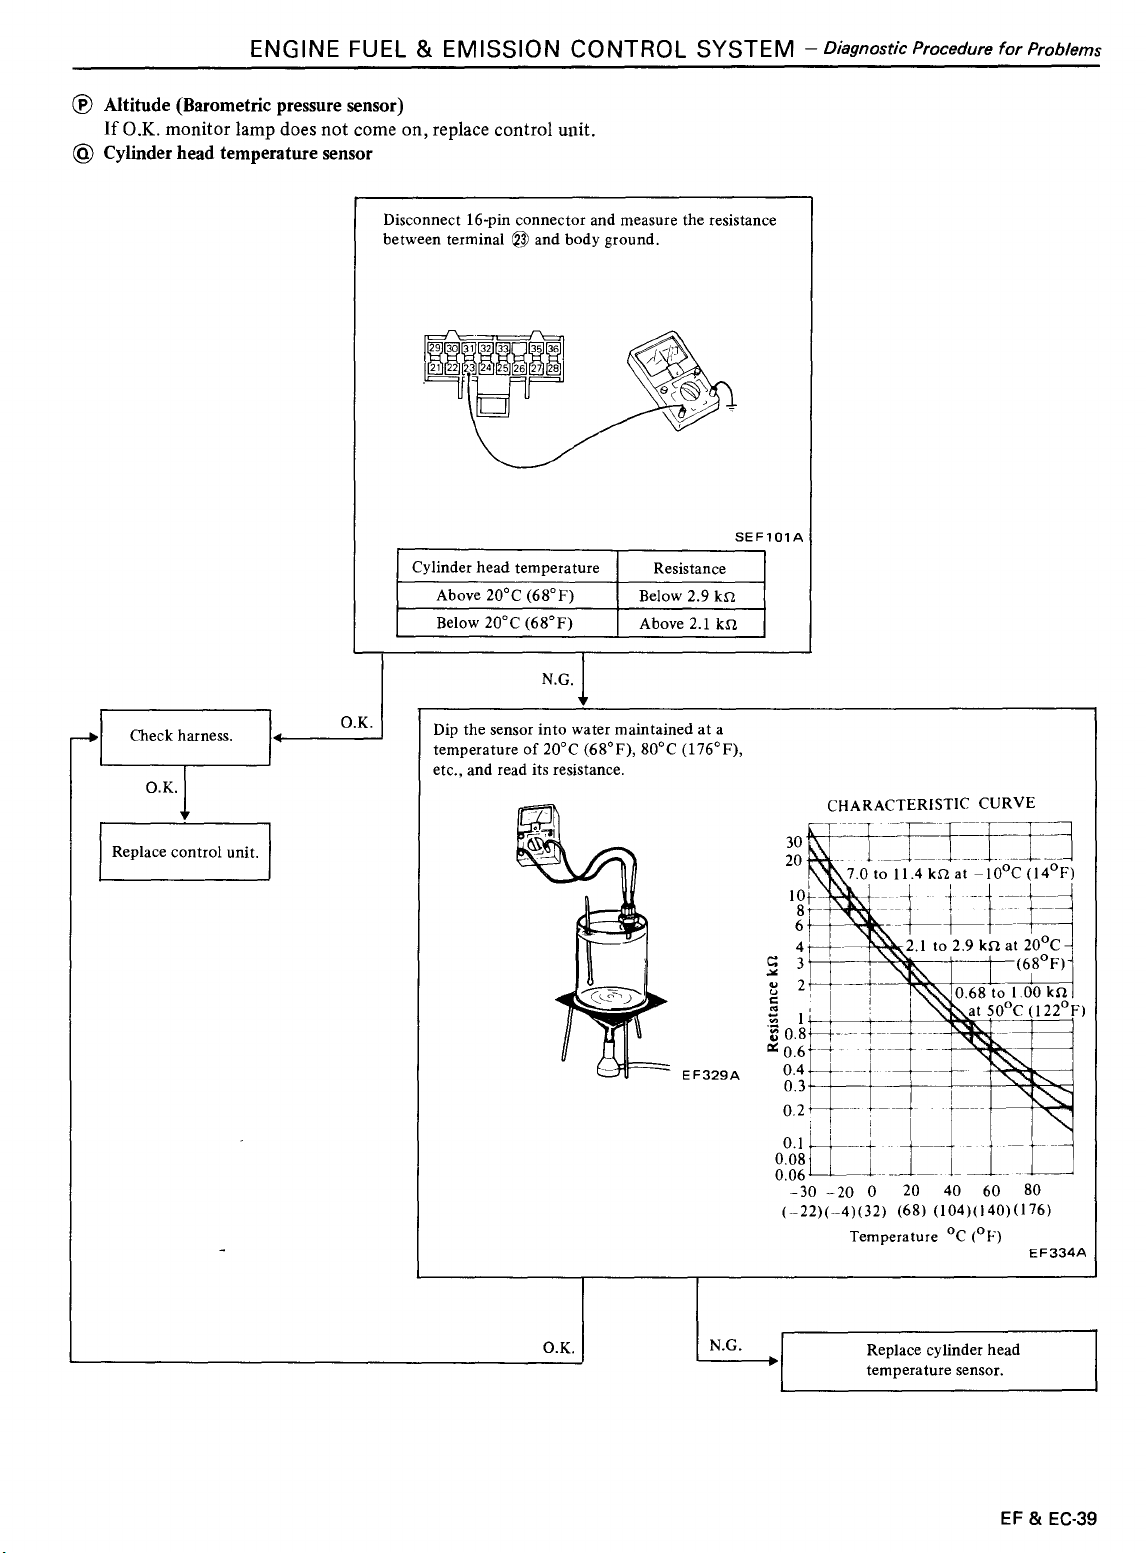 ENGINE FUEL & EMISSION CONTROL SYSTEM – Diagnostic Procedure for Problems
Ⓟ Altitude (Barometric pressure sensor)
If O.K. monitor lamp does not come on, replace control unit.
Ⓠ Cylinder head temperature sensor
Disconnect 16-pin connector and measure the resistance
between terminal ㉓ and body ground.
29 30 31 32 33 35 36
21 22 23 24 25 26 27 28
SEF101A
Cylinder head temperature Resistance
Above 20°C (68°F) Below 2.9 kΩ
Below 20°C (68°F) Above 2.1 kΩ
N.G.
O.K.
Check harness.
O.K.
Replace control unit.
Dip the sensor into water maintained at a
temperature of 20°C (68°F), 80°C (176°F),
etc., and read its resistance.
EF329A
CHARACTERISTIC CURVE
Resistance kΩ
30
20
10
8
6
4
3
2
1
0.8
0.6
0.4
0.3
0.2
0.1
0.08
0.06
7.0 to 11.4 kΩ at –10°C (14°F)
2.1 to 2.9 kΩ at 20°C
(68°F)
0.68 to 1.00 kΩ
at 50°C (122°F)
–30 –20 0 20 40 60 80
(–22)(–4)(32) (68) (104)(140)(176)
Temperature °C (°F)
EF334A
O.K.
N.G.
Replace cylinder head
temperature sensor.
EF & EC-39